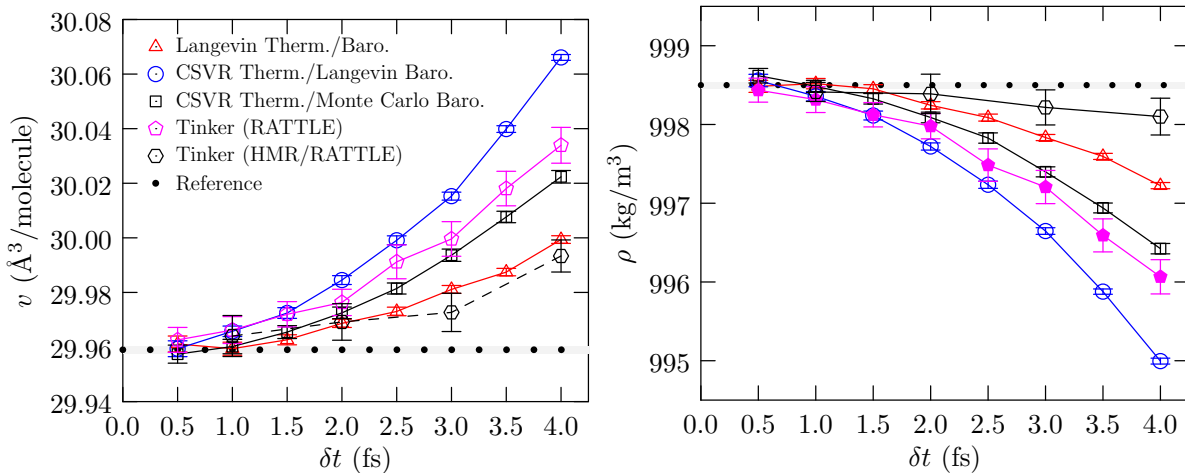 30.08
30.06
30.04
30.02
30.00
29.98
29.96
29.94
v (Å³/molecule)
Langevin Therm./Baro.
CSVR Therm./Langevin Baro.
CSVR Therm./Monte Carlo Baro.
Tinker (RATTLE)
Tinker (HMR/RATTLE)
Reference
0.0 0.5 1.0 1.5 2.0 2.5 3.0 3.5 4.0
δt (fs)
999
998
997
996
995
ρ (kg/m³)
0.0 0.5 1.0 1.5 2.0 2.5 3.0 3.5 4.0
δt (fs)